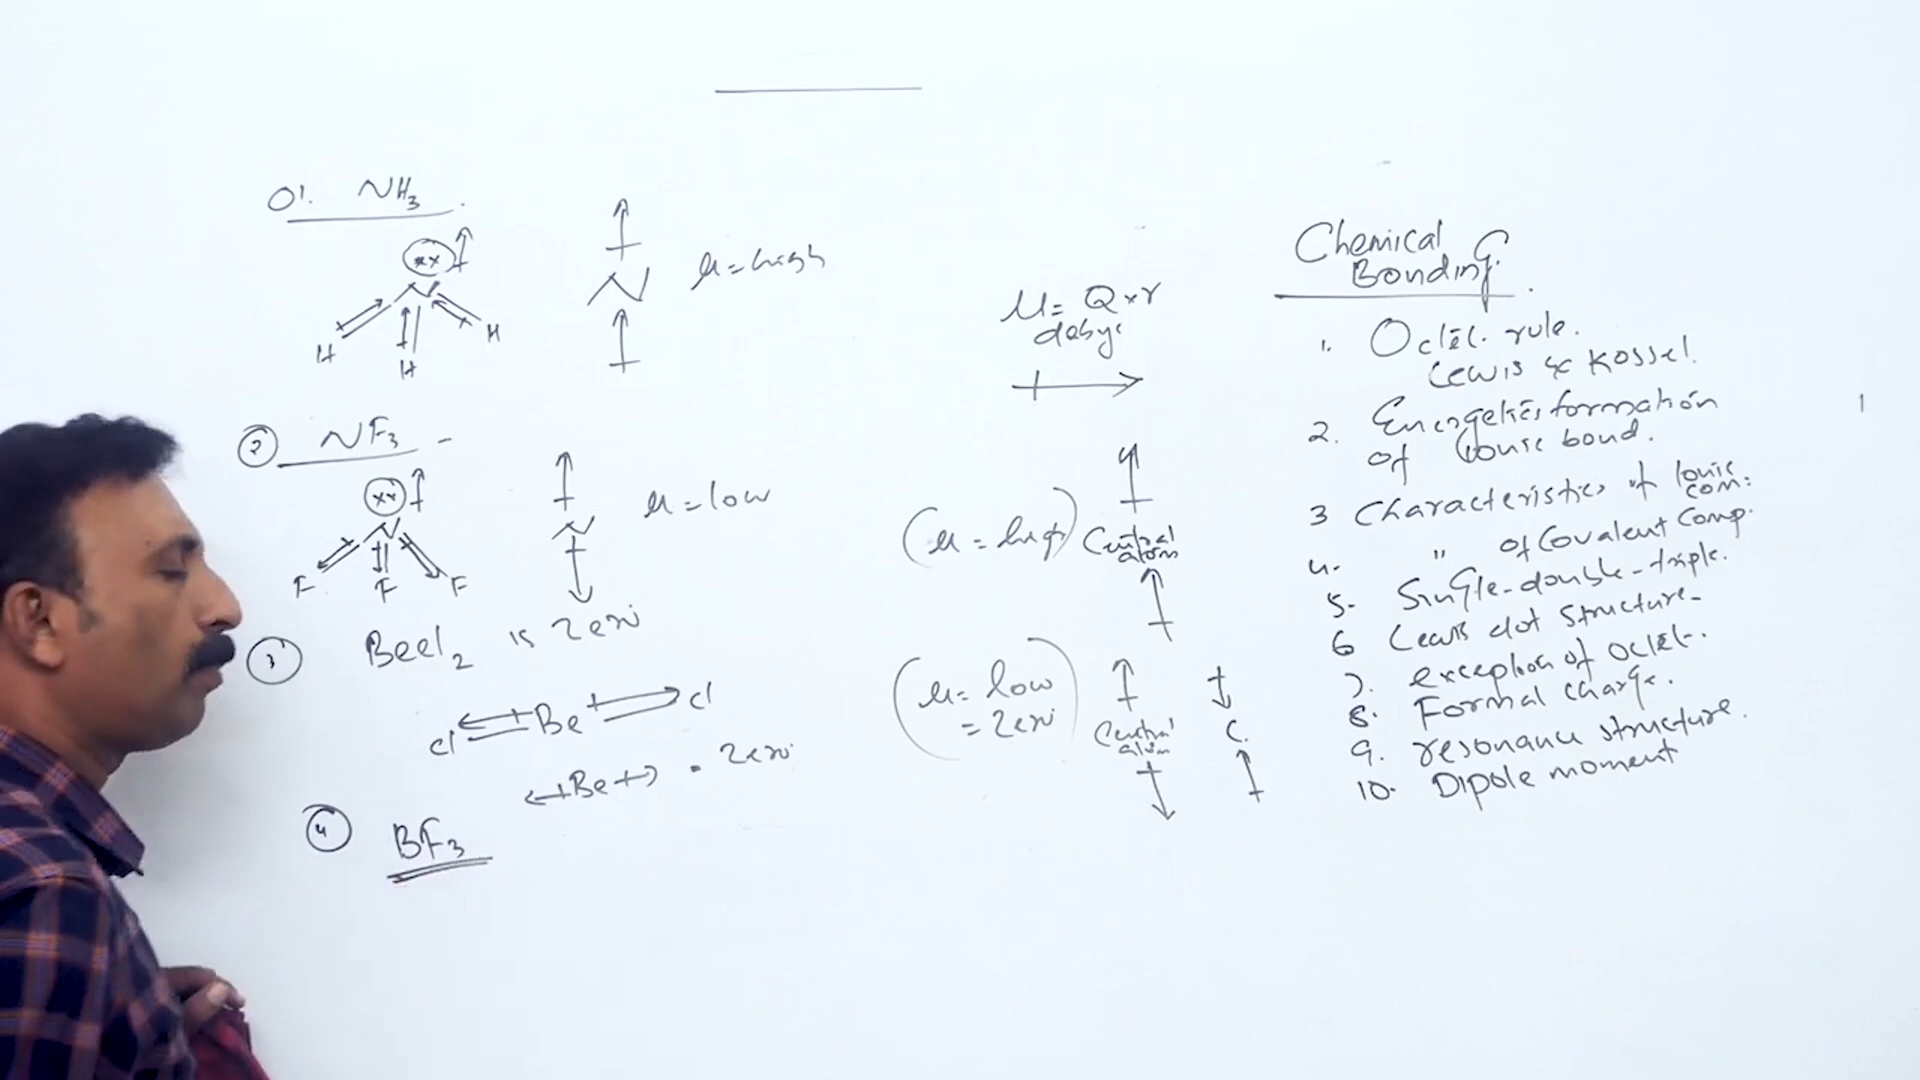 01. NH3
xx
N
H H H
N
μ = high
② NF3 -
xx
N
F F F
N
μ = low
③ Becl2 is zero
cl Be cl
Be = zero
④ BF3
μ = Q×r
debye
(μ = high) Central
atom
(μ = low
= zero) Central
atom
C.
Chemical
Bonding.
1. Octet rule.
Lewis & Kossel.
2. Energetics formation
of Ionic bond.
3 Characteristics of Ionic
com:
4. " of Covalent Comp.
5. Single-double-triple.
6 Lewis dot structure-
7. exception of octet-.
8. Formal charge.
9. resonance structure.
10. Dipole moment